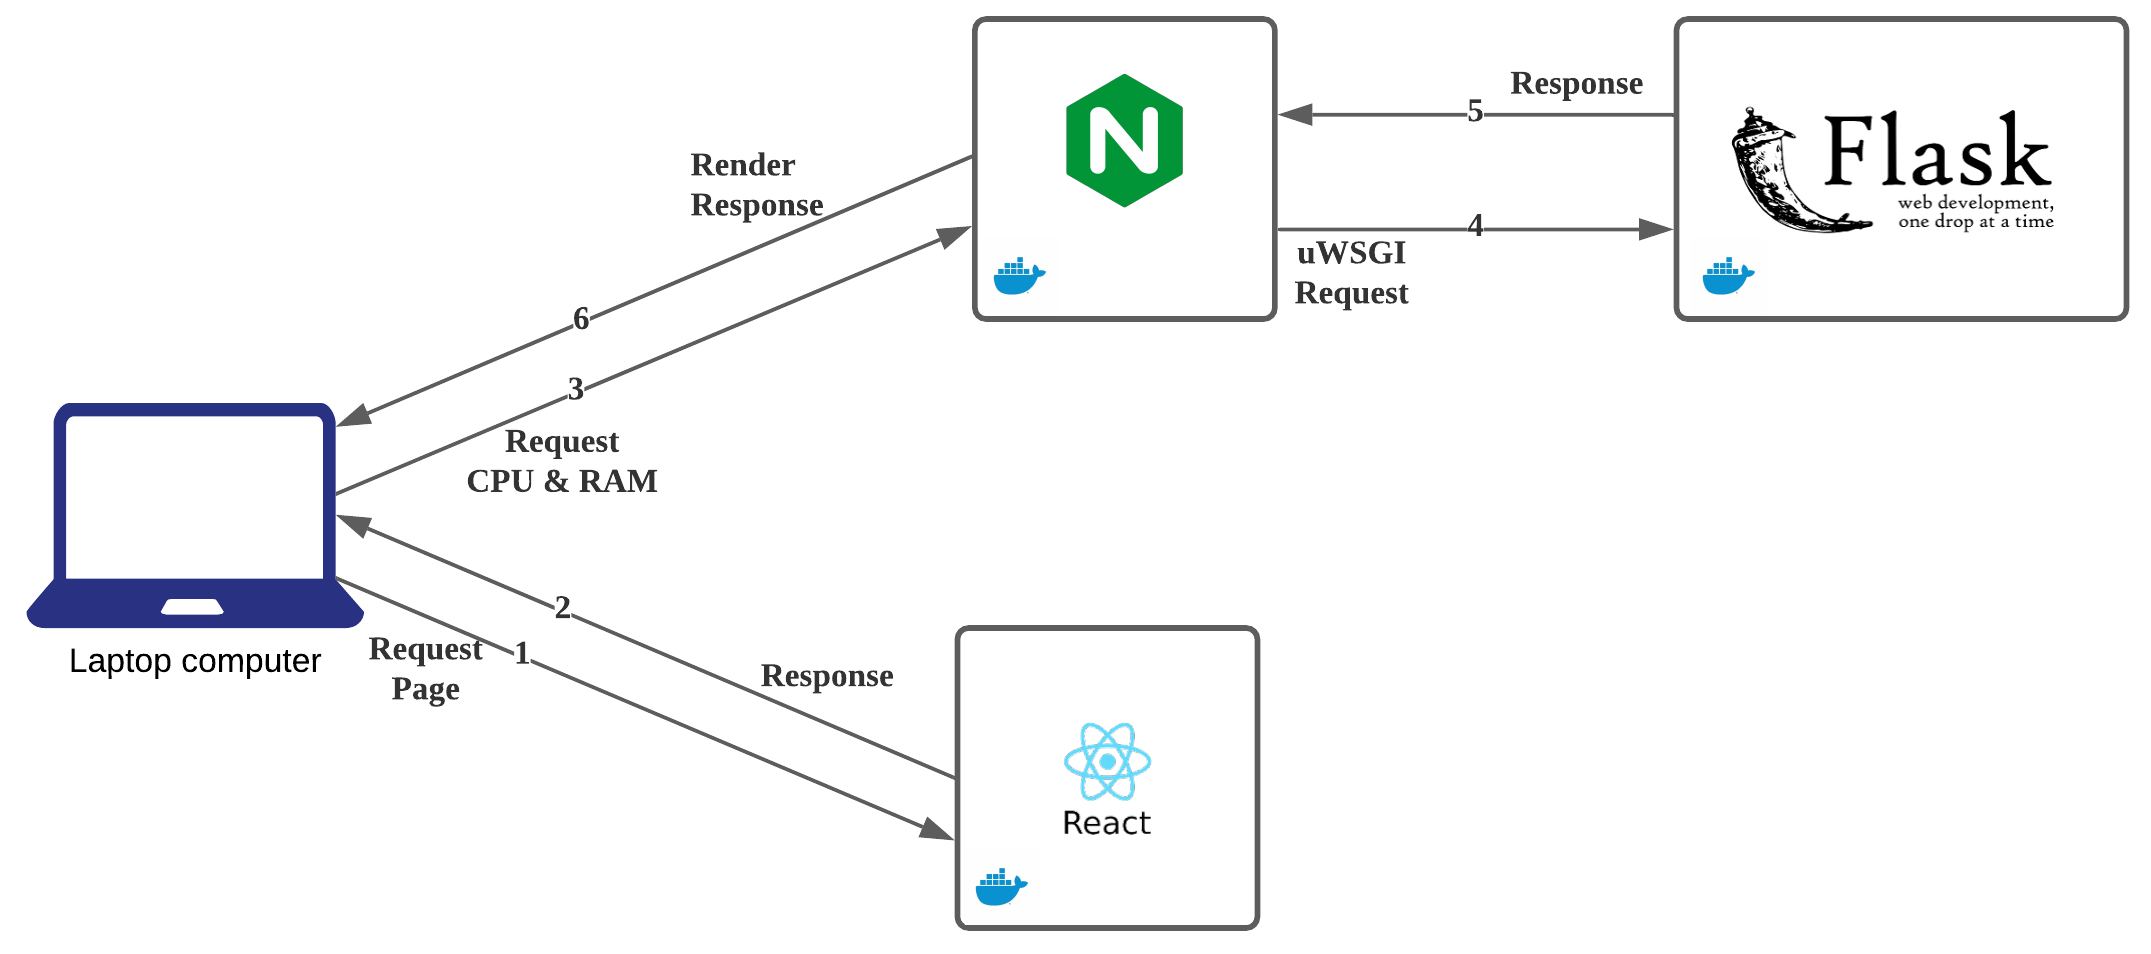 Response
5
Flask
web development,
one drop at a time
N
Render
Response
4
uWSGI
Request
6
3
Request
CPU & RAM
2
Request
Page
1
Laptop computer
Response
React